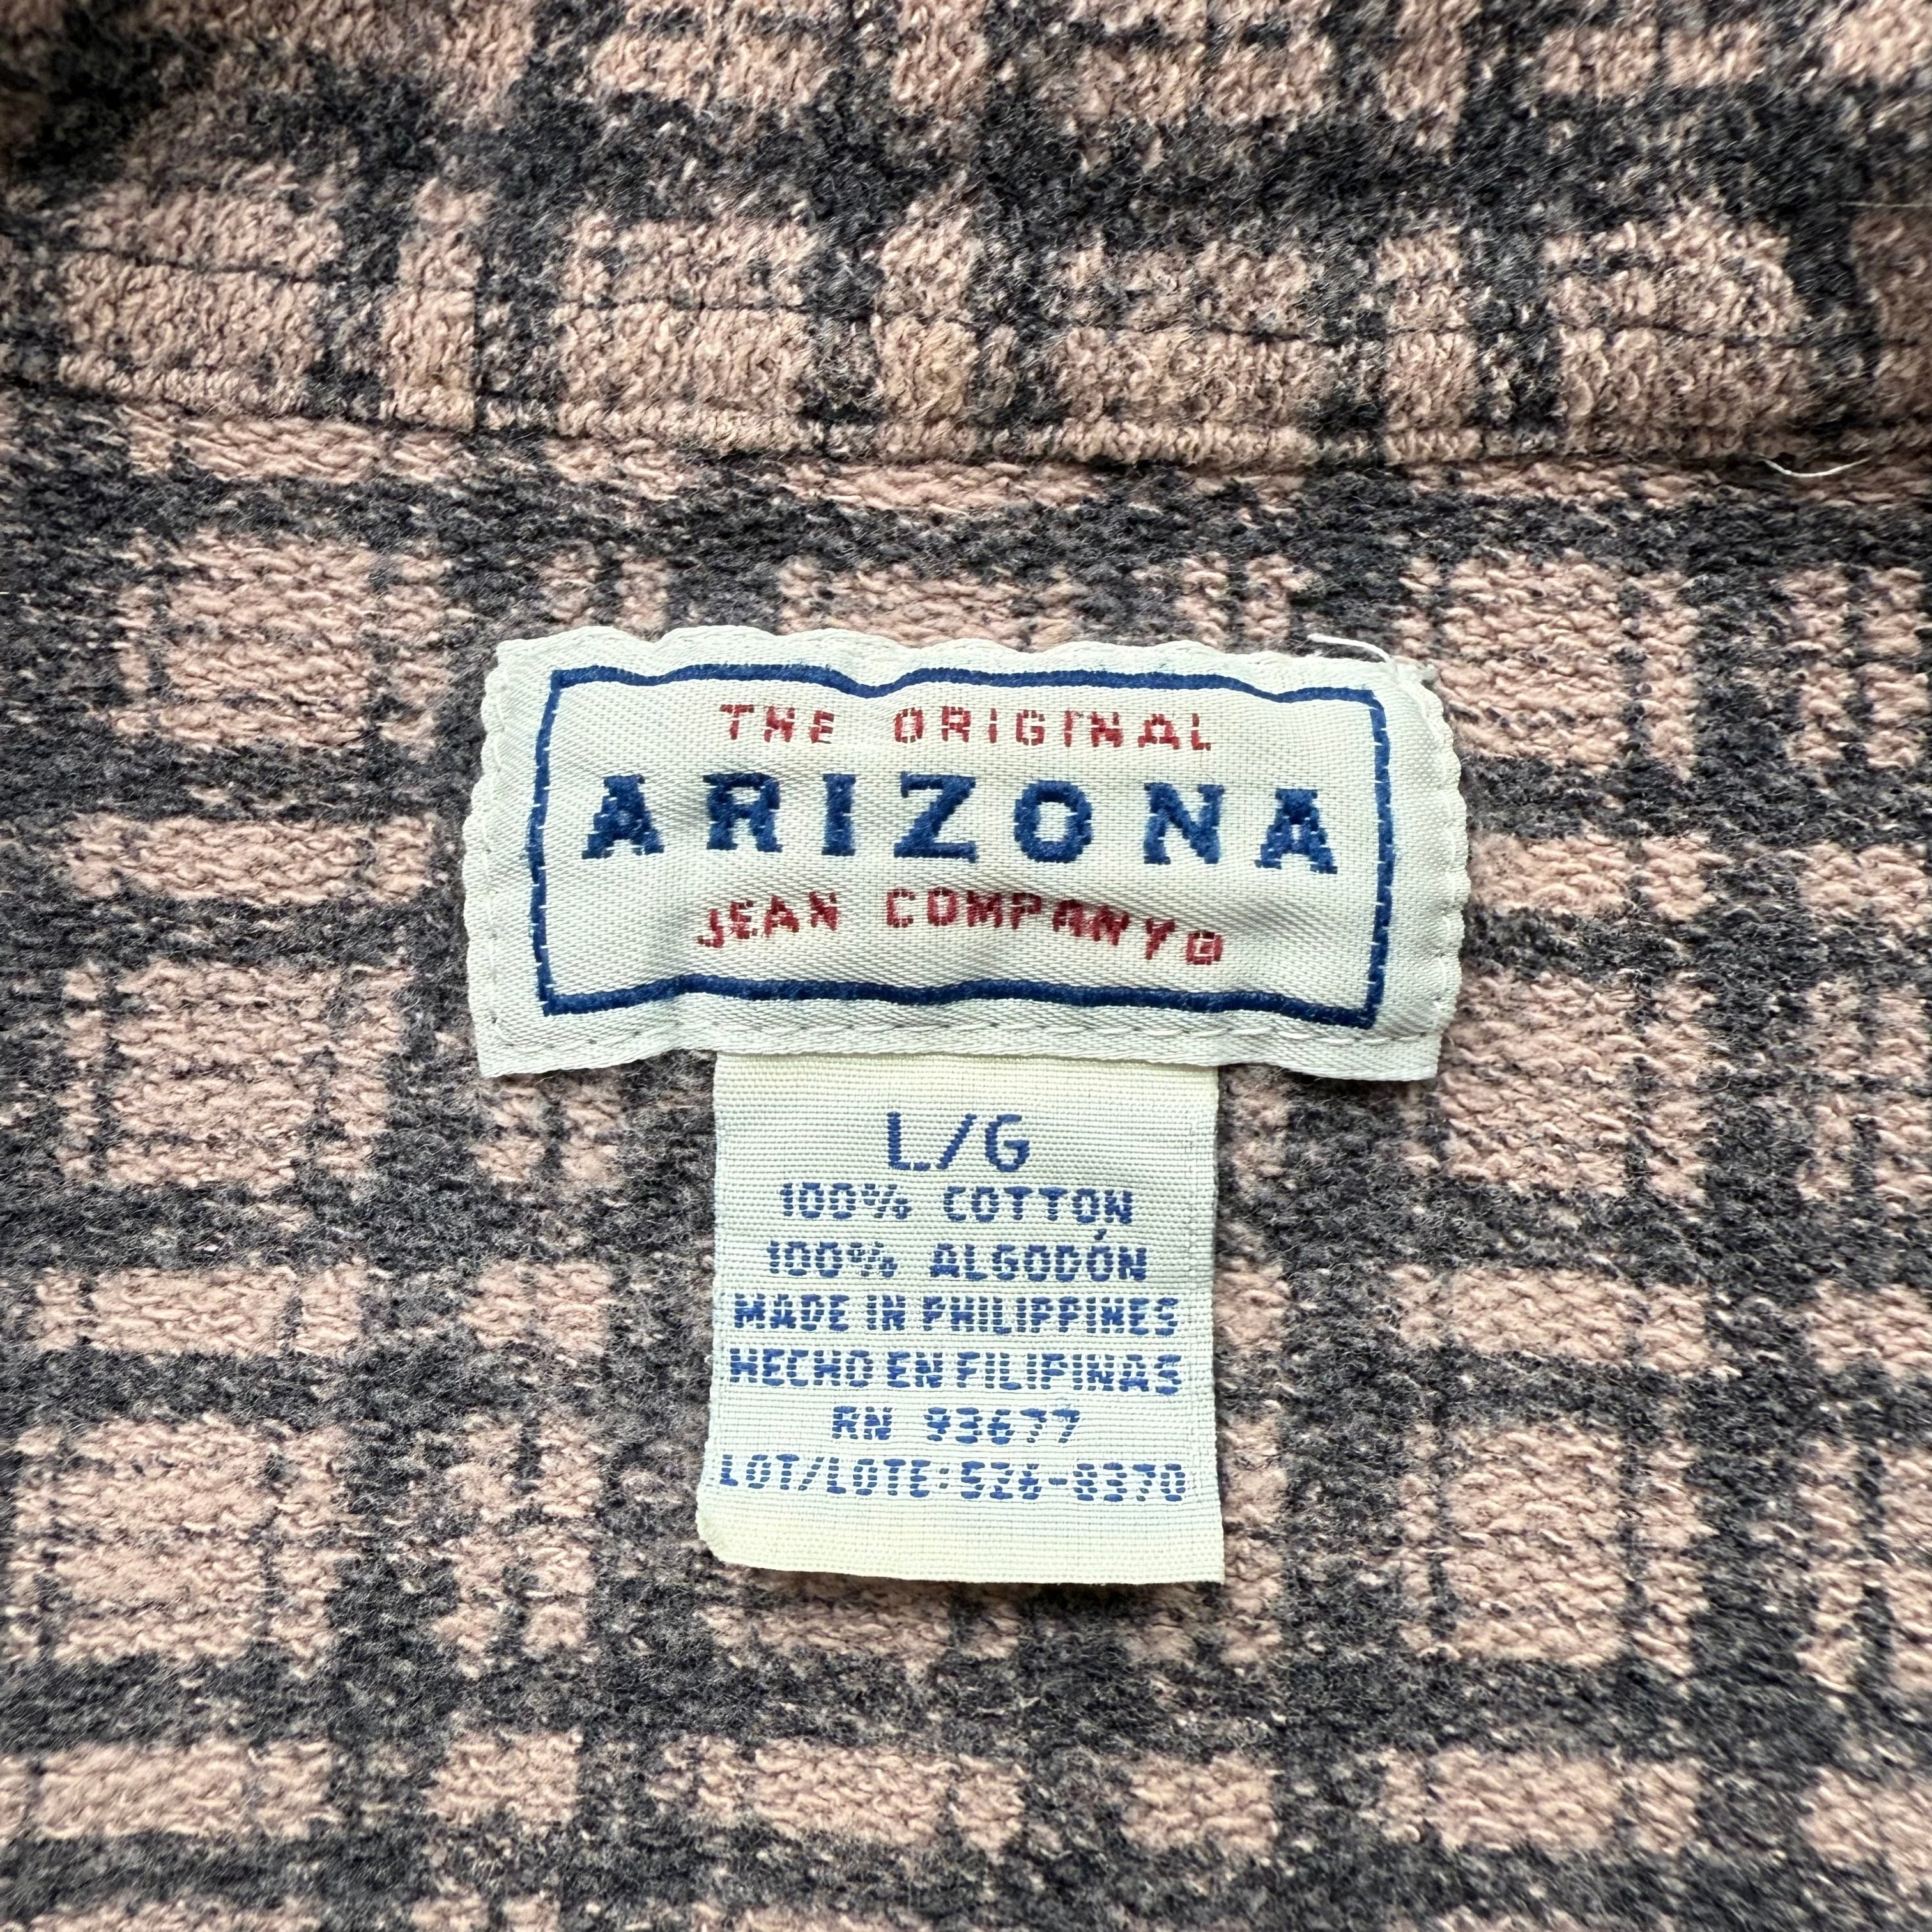 THE ORIGINAL
ARIZONA
JEAN COMPANY®
L/G
100% COTTON
100% ALGODÓN
MADE IN PHILIPPINES
HECHO EN FILIPINAS
RN 93677
LOT/LOTE:526-8370